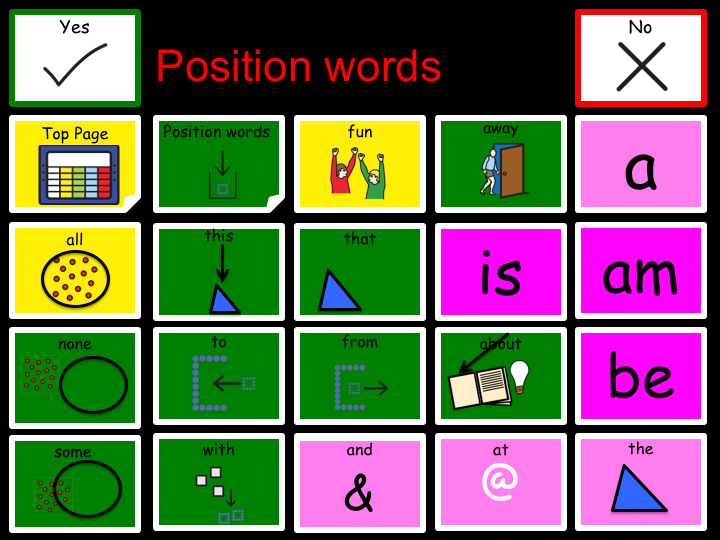 Yes
Position words
No
Top Page
Position words
fun
away
a
all
this
that
is
am
none
to
from
about
be
some
with
and
&
at
@
the